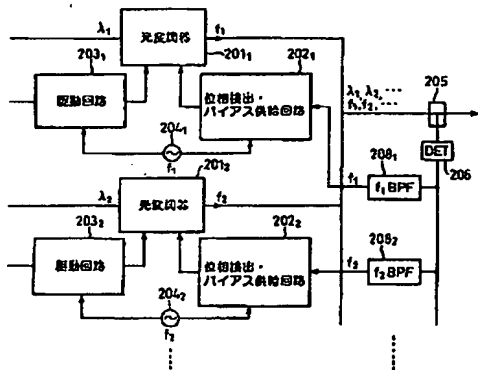 λ₁
光変調器
f₁
201₁
203₁
駆動回路
202₁
位相検出・
バイアス供給回路
204₁
f₁
λ₁, λ₂, …
f₁, f₂, …
205
DET
206
208₁
f₁
f₁ BPF
201₂
λ₂
光変調器
f₂
203₂
駆動回路
202₂
位相検出・
バイアス供給回路
204₂
f₂
208₂
f₂
f₂ BPF